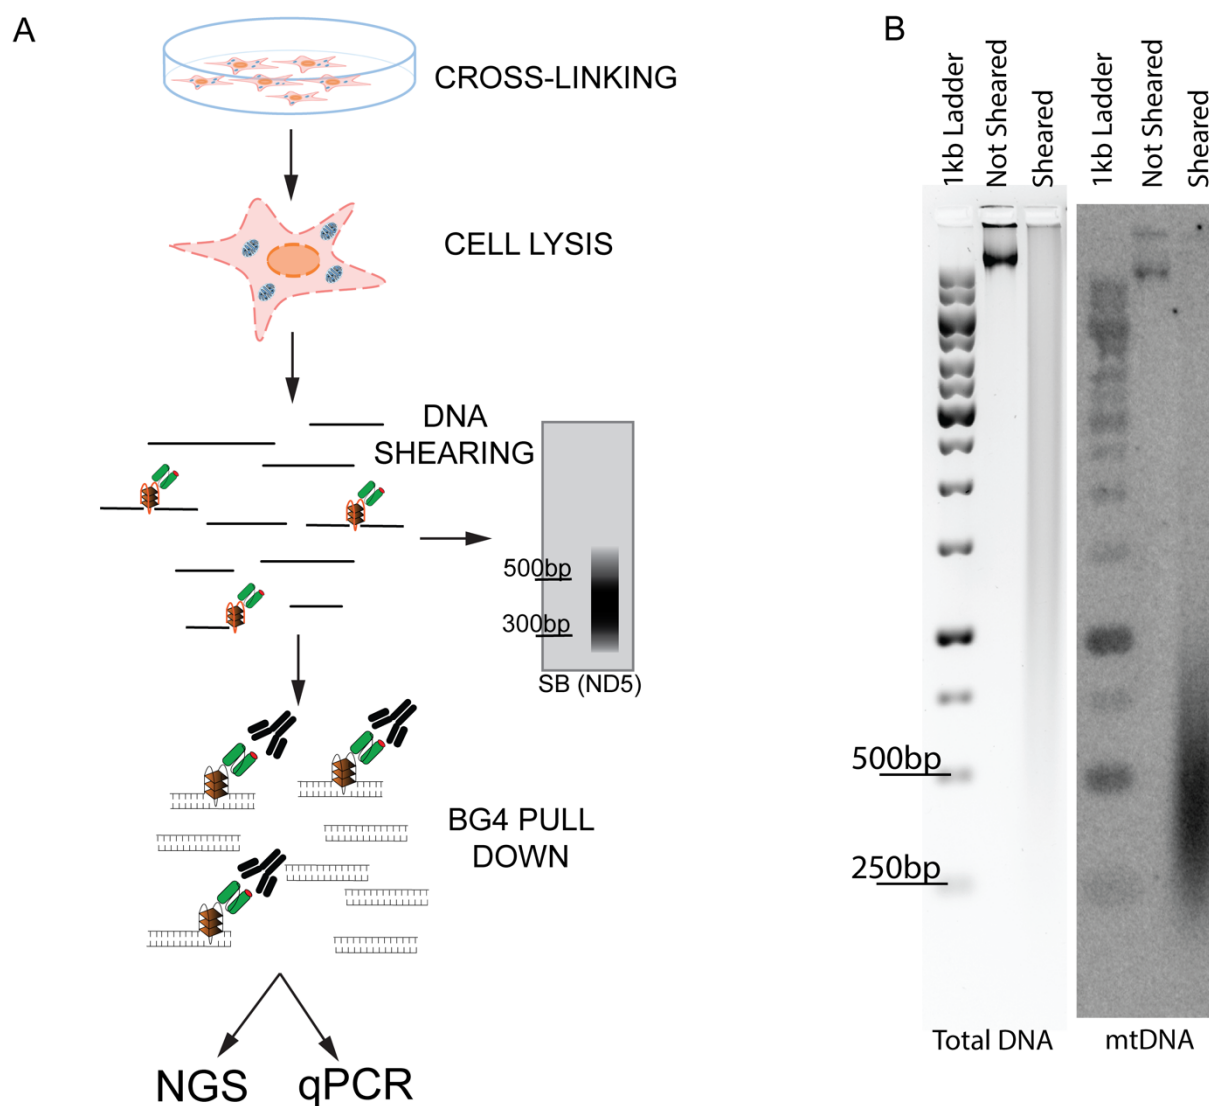 A
CROSS-LINKING
CELL LYSIS
DNA
SHEARING
500bp
300bp
SB (ND5)
BG4 PULL
DOWN
NGS
qPCR
B
1kb Ladder
Not Sheared
Sheared
1kb Ladder
Not Sheared
Sheared
500bp
250bp
Total DNA
mtDNA